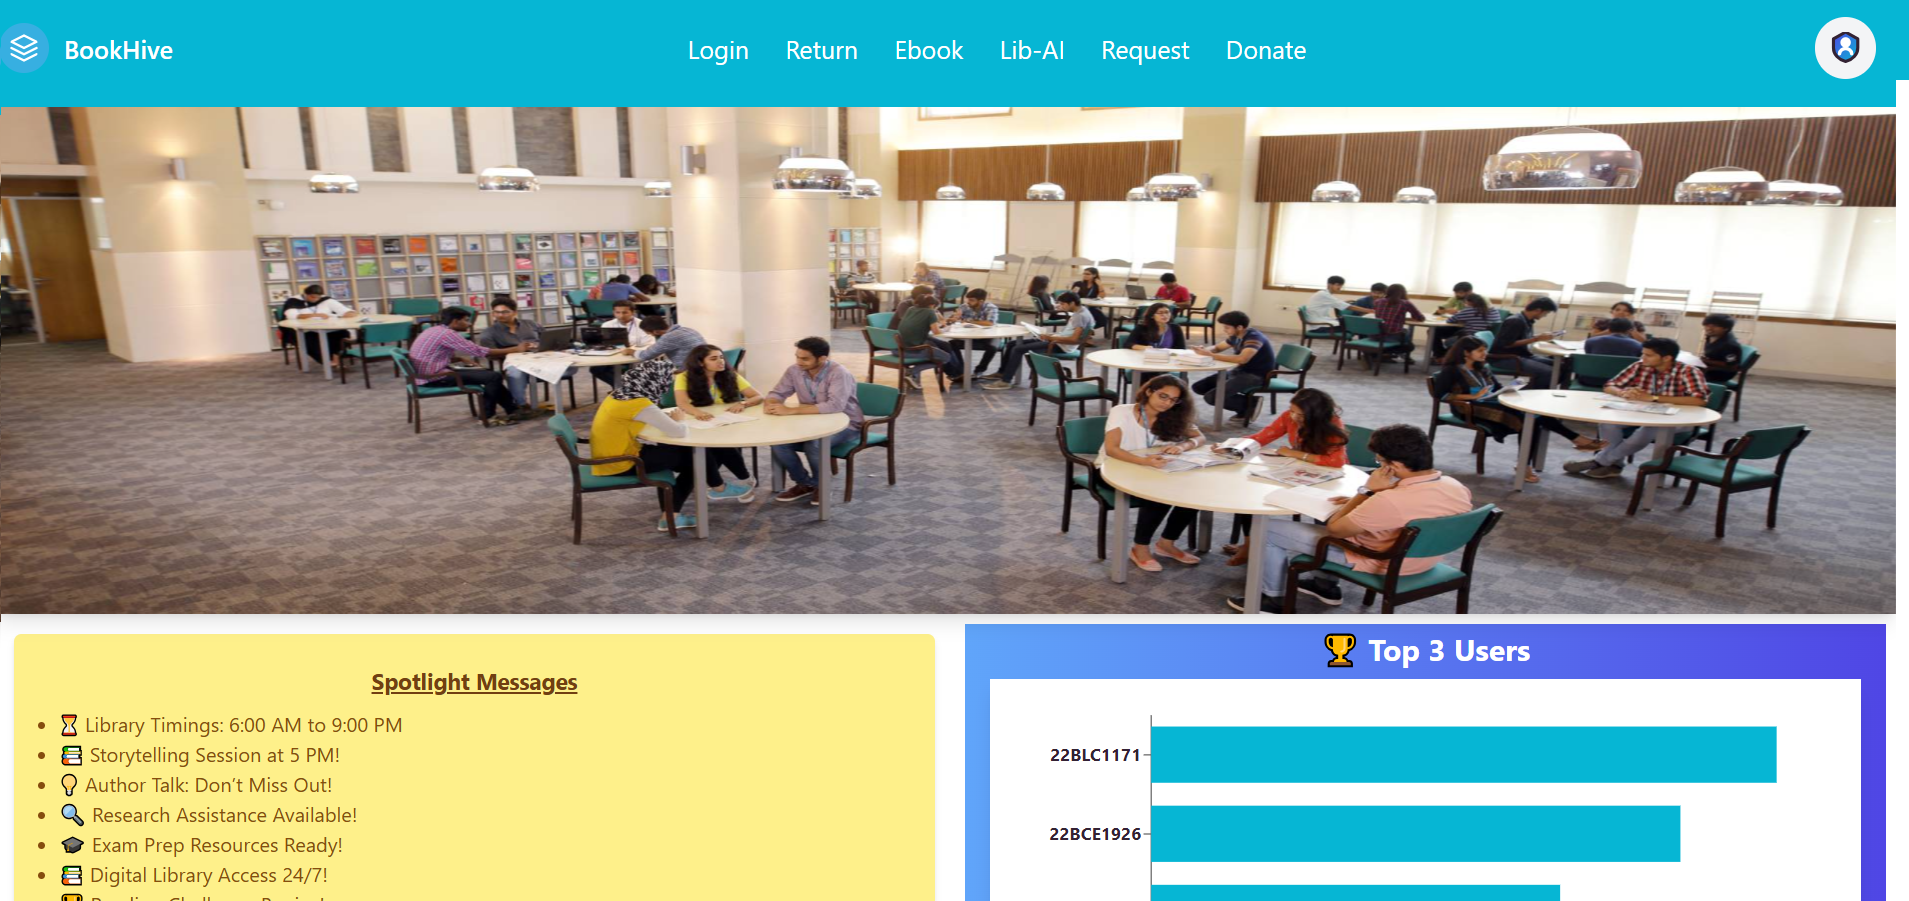 BookHive
Login Return Ebook Lib-AI Request Donate
Spotlight Messages
⏳ Library Timings: 6:00 AM to 9:00 PM
📚 Storytelling Session at 5 PM!
💡 Author Talk: Don’t Miss Out!
🔍 Research Assistance Available!
🎓 Exam Prep Resources Ready!
📚 Digital Library Access 24/7!
🏆 Top 3 Users
22BLC1171
22BCE1926